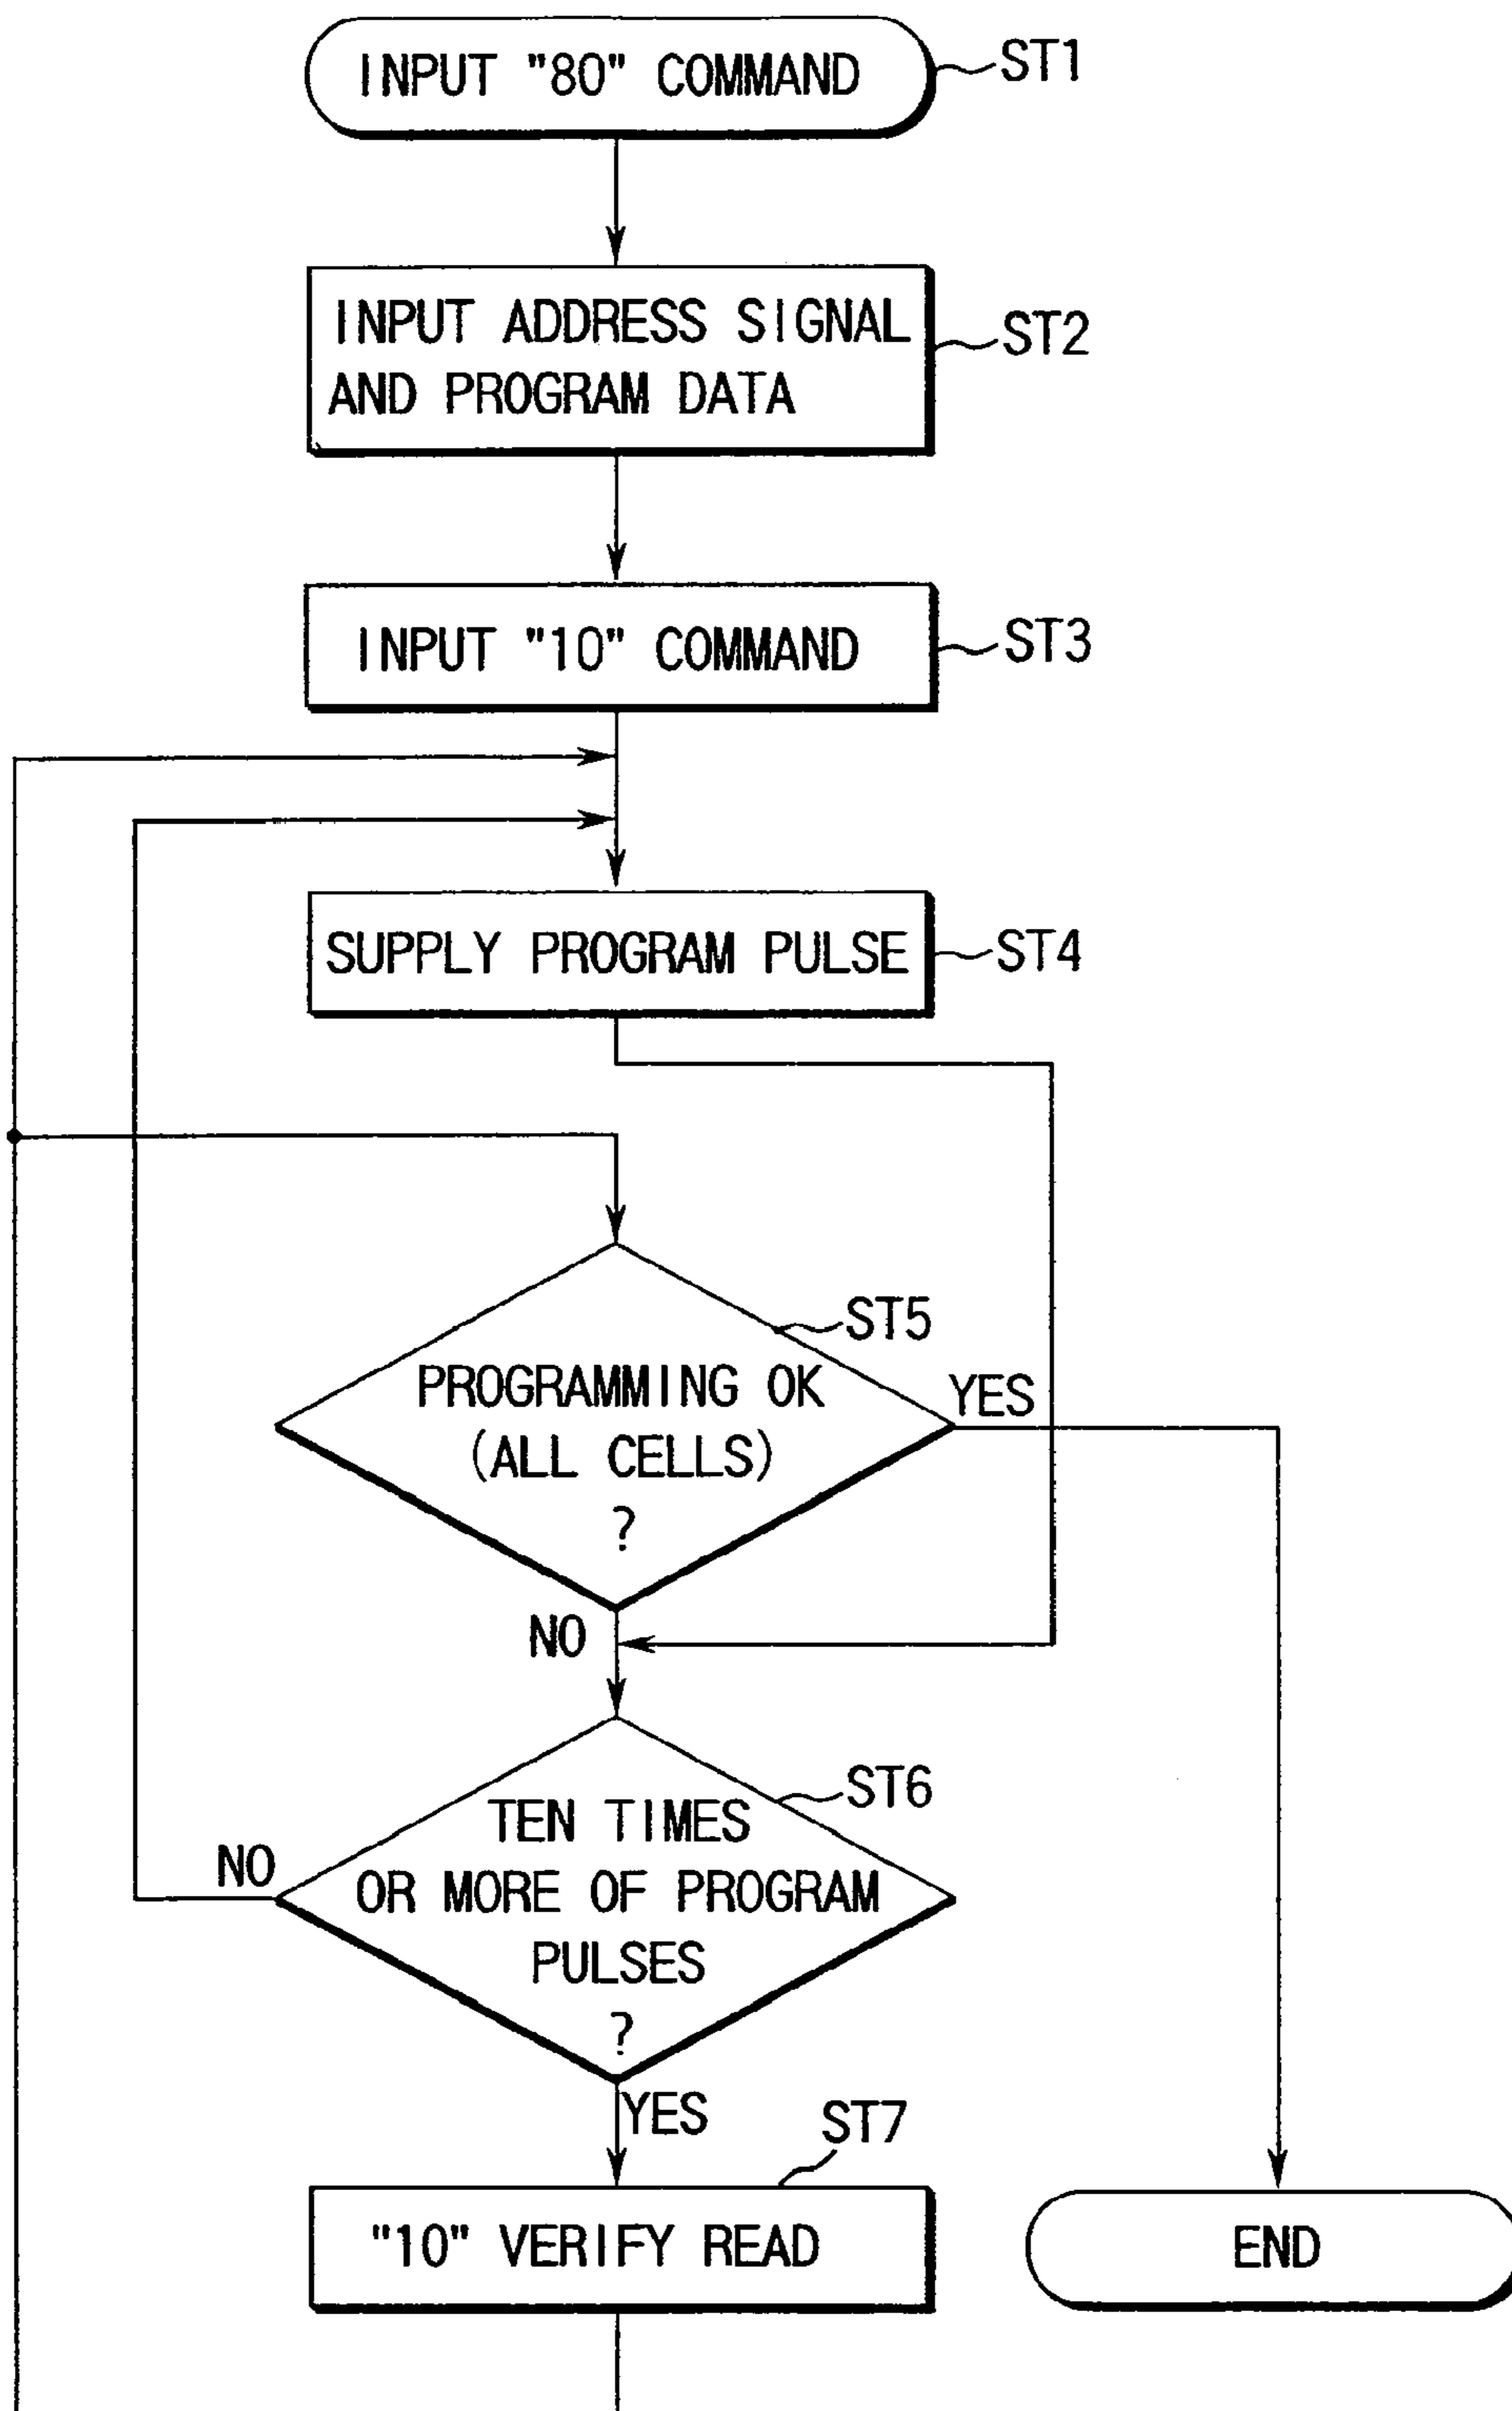 INPUT "80" COMMAND
ST1
INPUT ADDRESS SIGNAL
AND PROGRAM DATA
ST2
INPUT "10" COMMAND
ST3
SUPPLY PROGRAM PULSE
ST4
ST5
PROGRAMMING OK
(ALL CELLS)
?
YES
NO
ST6
TEN TIMES
OR MORE OF PROGRAM
PULSES
?
NO
YES
ST7
"10" VERIFY READ
END